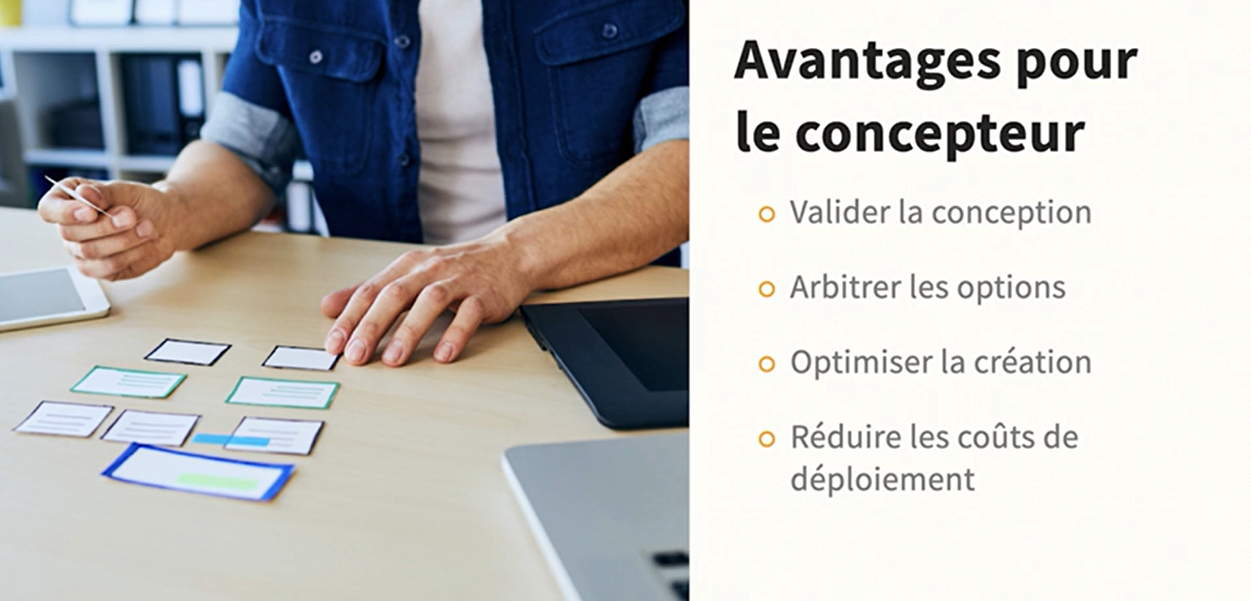 Avantages pour
le concepteur
Valider la conception
Arbitrer les options
Optimiser la création
Réduire les coûts de
déploiement